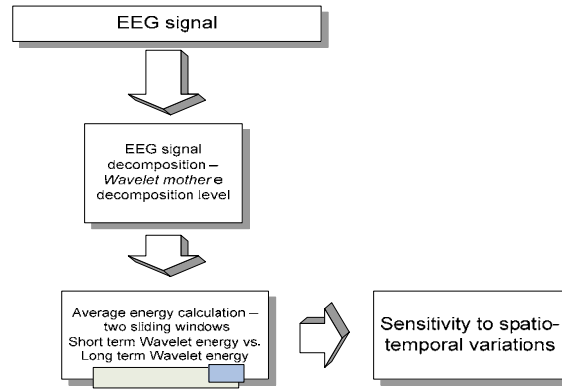 EEG signal
EEG signal
decomposition –
Wavelet mother e
decomposition level
Average energy calculation –
two sliding windows
Short term Wavelet energy vs.
Long term Wavelet energy
Sensitivity to spatio-
temporal variations